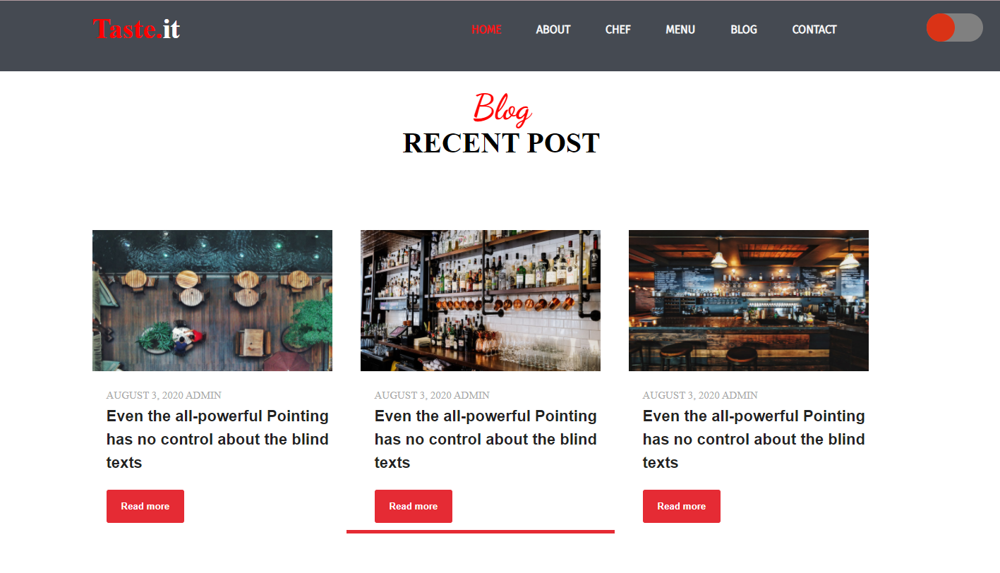 Taste.it
HOME ABOUT CHEF MENU BLOG CONTACT
Blog
RECENT POST
AUGUST 3, 2020 ADMIN
Even the all-powerful Pointing
has no control about the blind
texts
Read more
AUGUST 3, 2020 ADMIN
Even the all-powerful Pointing
has no control about the blind
texts
Read more
AUGUST 3, 2020 ADMIN
Even the all-powerful Pointing
has no control about the blind
texts
Read more